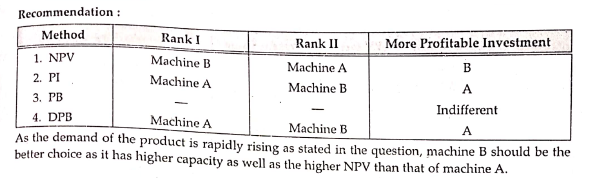 Recommendation :
Method Rank I Rank II More Profitable Investment
1. NPV Machine B Machine A B
2. PI Machine A Machine B A
3. PB — — Indifferent
4. DPB Machine A Machine B A
As the demand of the product is rapidly rising as stated in the question, machine B should be the
better choice as it has higher capacity as well as the higher NPV than that of machine A.